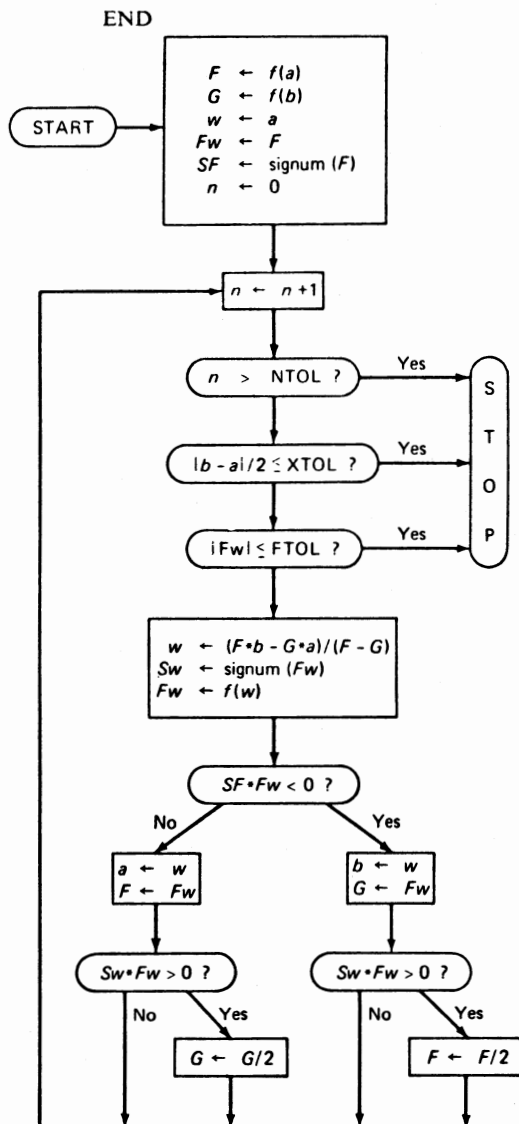 END
F ← f(a)
G ← f(b)
w ← a
Fw ← F
SF ← signum (F)
n ← 0
START
n ← n+1
n > NTOL ?
Yes
|b - a|/2 ≤ XTOL ?
Yes
|Fw| ≤ FTOL ?
Yes
S
T
O
P
w ← (F*b - G*a)/(F - G)
Sw ← signum (Fw)
Fw ← f(w)
SF*Fw < 0 ?
No
Yes
a ← w
F ← Fw
b ← w
G ← Fw
Sw*Fw > 0 ?
Sw*Fw > 0 ?
No
Yes
No
Yes
G ← G/2
F ← F/2